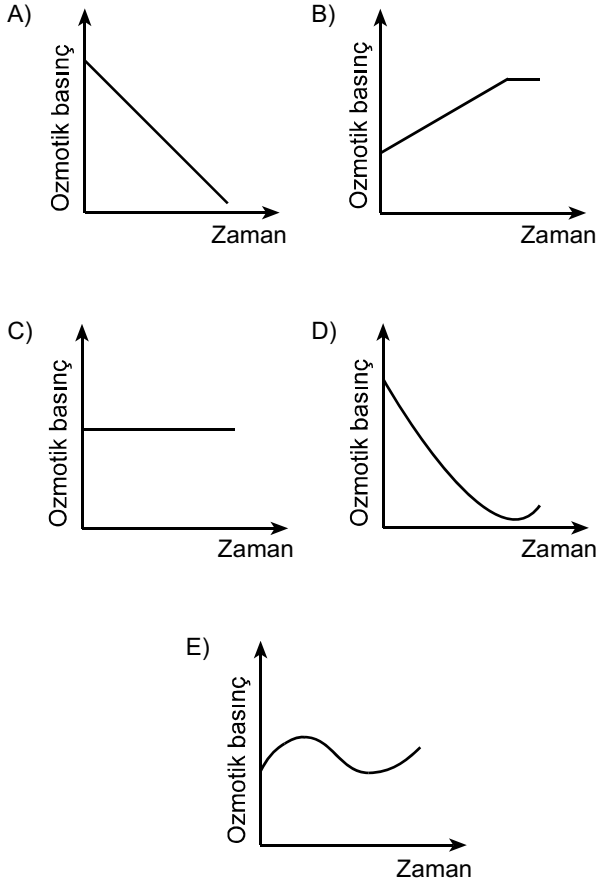 A)
Ozmotik basınç
Zaman
B)
Ozmotik basınç
Zaman
C)
Ozmotik basınç
Zaman
D)
Ozmotik basınç
Zaman
E)
Ozmotik basınç
Zaman